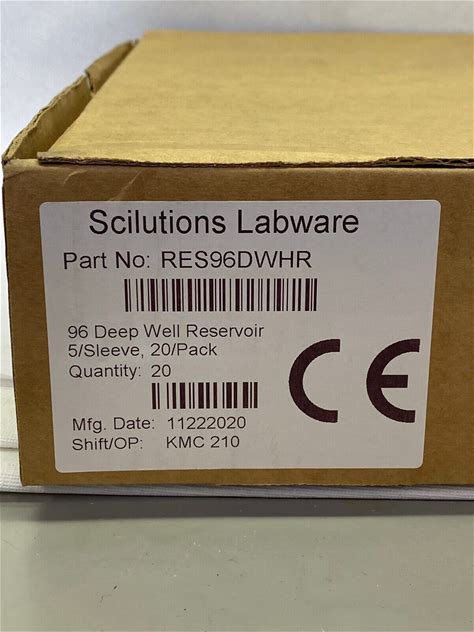 Scilutions Labware
Part No: RES96DWHR
96 Deep Well Reservoir
5/Sleeve, 20/Pack
Quantity: 20
CE
Mfg. Date: 11222020
Shift/OP: KMC 210